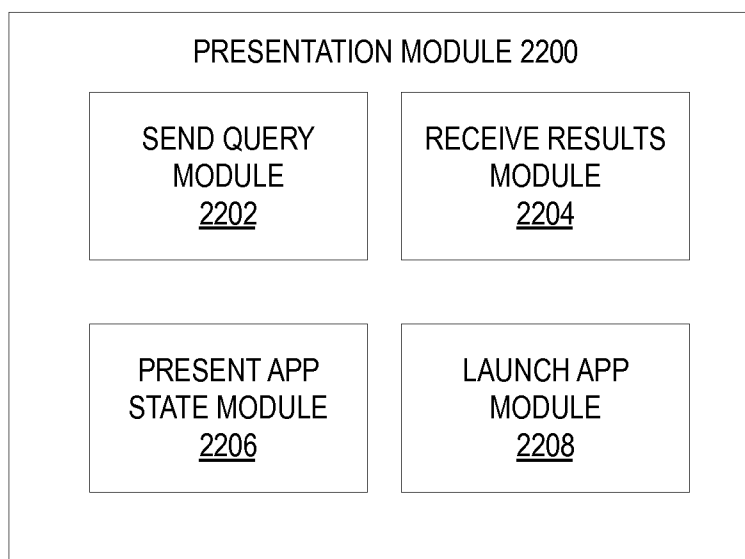 PRESENTATION MODULE 2200
SEND QUERY
MODULE
2202
RECEIVE RESULTS
MODULE
2204
PRESENT APP
STATE MODULE
2206
LAUNCH APP
MODULE
2208